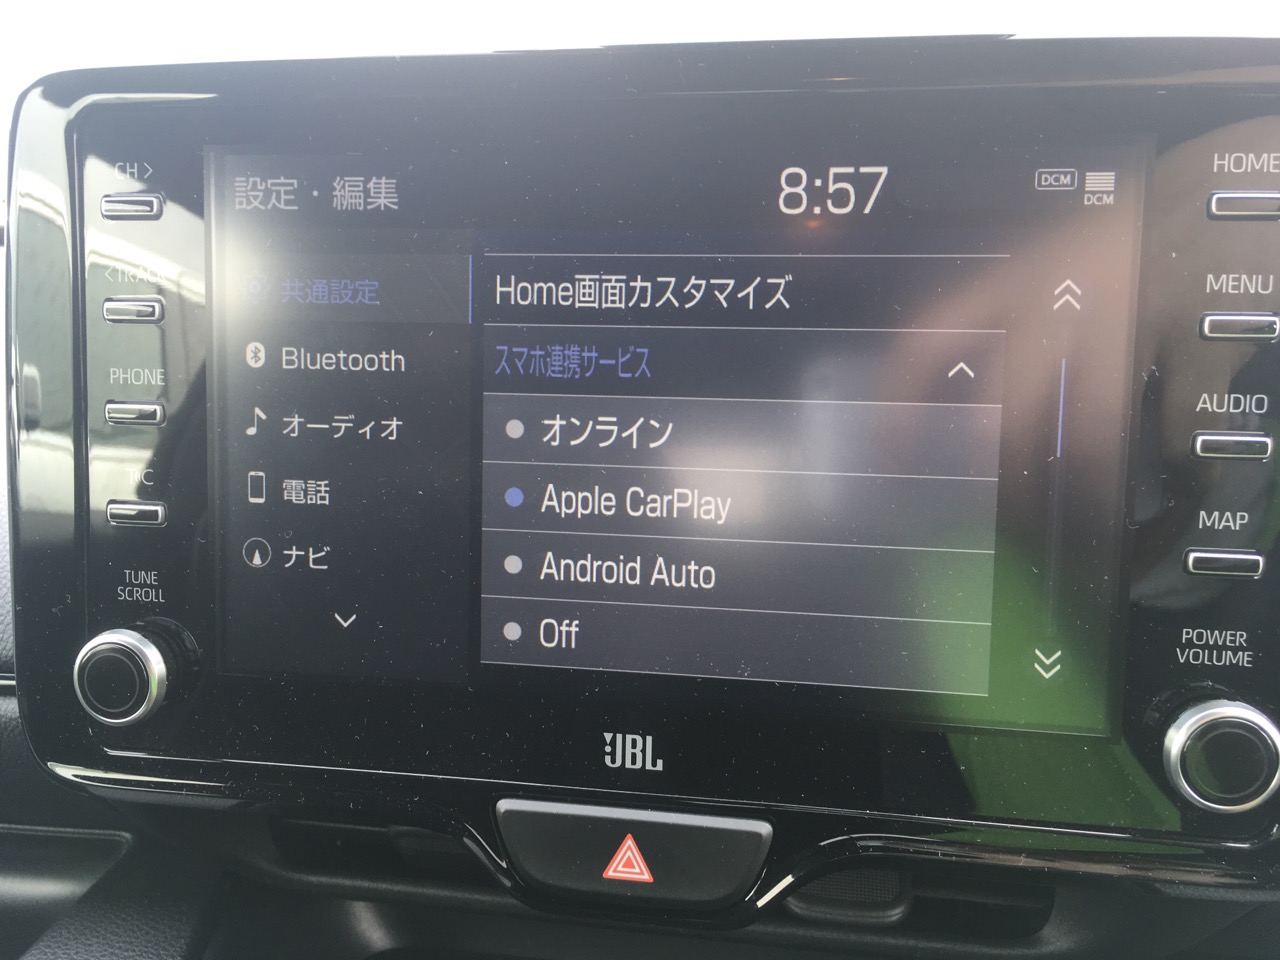 CH >
< TRACK
PHONE
T/C
TUNE
SCROLL
設定・編集
8:57
DCM
DCM
共通設定
Bluetooth
オーディオ
電話
ナビ
Home画面カスタマイズ
スマホ連携サービス
オンライン
Apple CarPlay
Android Auto
Off
HOME
MENU
AUDIO
MAP
POWER
VOLUME
JBL